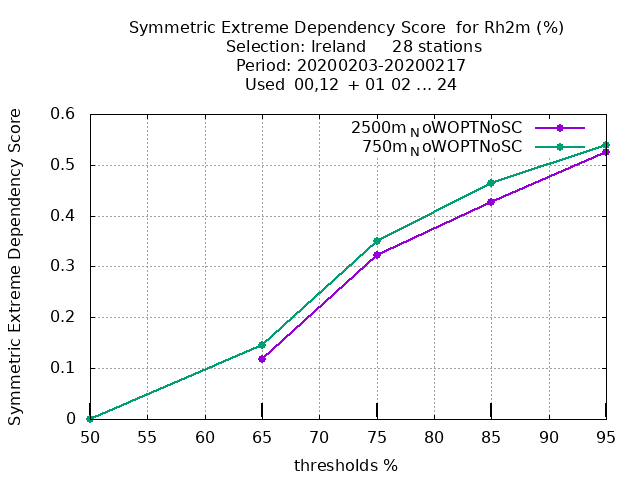 Symmetric Extreme Dependency Score  for Rh2m (%)
Selection: Ireland     28 stations
Period: 20200203-20200217
Used  00,12  + 01 02 ... 24
Symmetric Extreme Dependency Score
0.6
0.5
0.4
0.3
0.2
0.1
0
2500m_NoWOPTNoSC
750m_NoWOPTNoSC
50 55 60 65 70 75 80 85 90 95
thresholds %